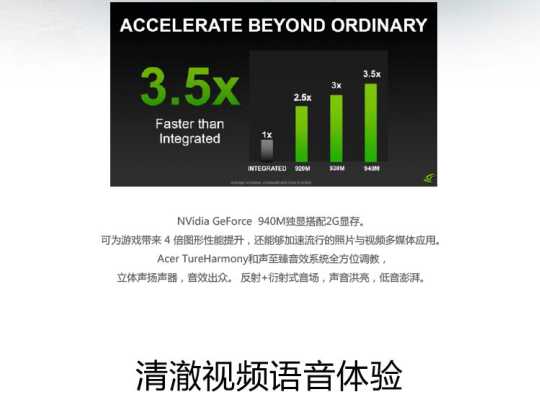 ACCELERATE BEYOND ORDINARY
3.5x
Faster than
Integrated
1x
2.5x
3x
3.5x
INTEGRATED 920M 930M 940M
NVidia GeForce 940M独显搭配2G显存。
可为游戏带来 4 倍图形性能提升，还能够加速流行的照片与视频多媒体应用。
Acer TureHarmony和声至臻音效系统全方位调教，
立体声扬声器，音效出众。 反射+衍射式音场，声音洪亮，低音澎湃。
清澈视频语音体验